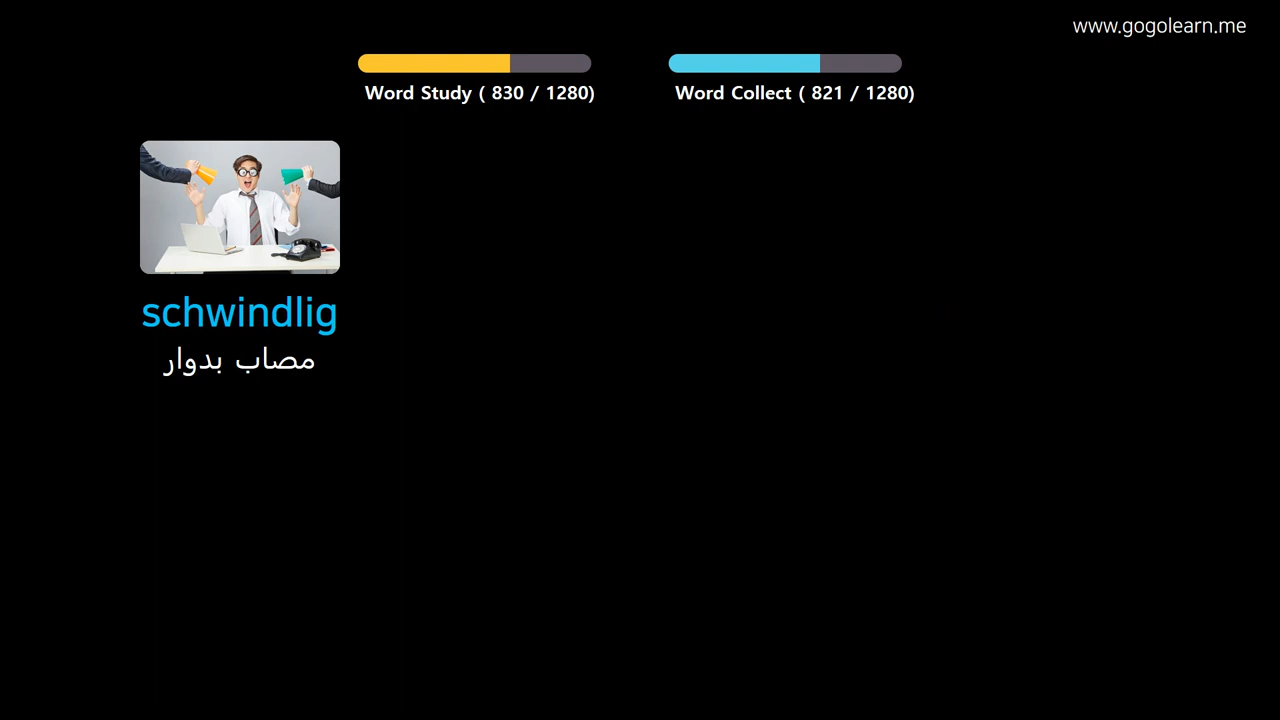 www.gogolearn.me
Word Study ( 830 / 1280)
Word Collect ( 821 / 1280)
schwindlig
مصاب بدوار